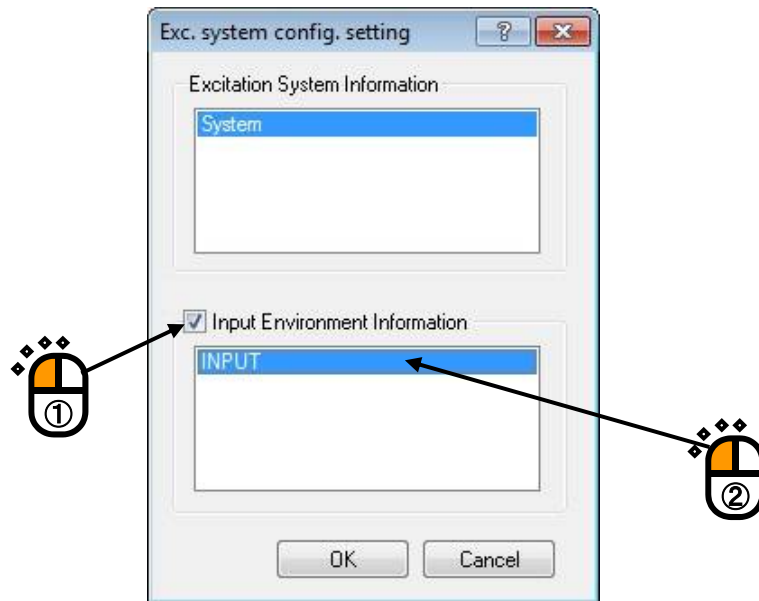 Exc. system config. setting
Excitation System Information
System
Input Environment Information
INPUT
①
②
OK Cancel